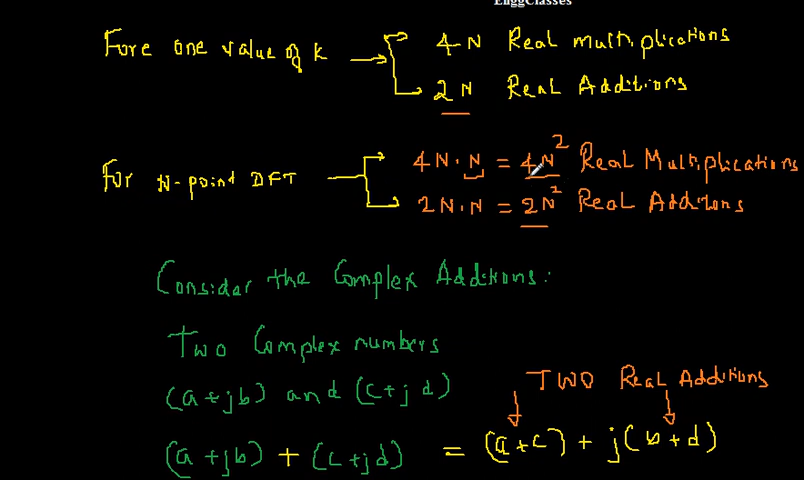 EnggClasses
Fore one value of k → 4N Real multiplications
2N Real Additions
For N-point DFT 4N·N = 4N² Real Multiplications
2N·N = 2N² Real Additions
Consider the Complex Additions:
Two Complex numbers
(a+jb) and (c+jd)
TWO Real Additions
(a+jb) + (c+jd) = (a+c) + j(b+d)